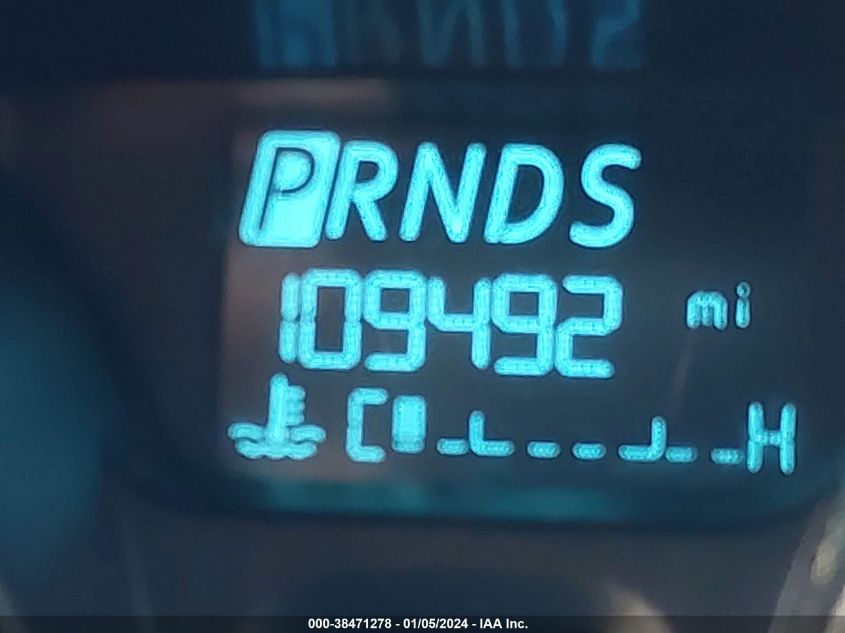 PRNDS
109492 mi
C H
000-38471278 - 01/05/2024 - IAA Inc.